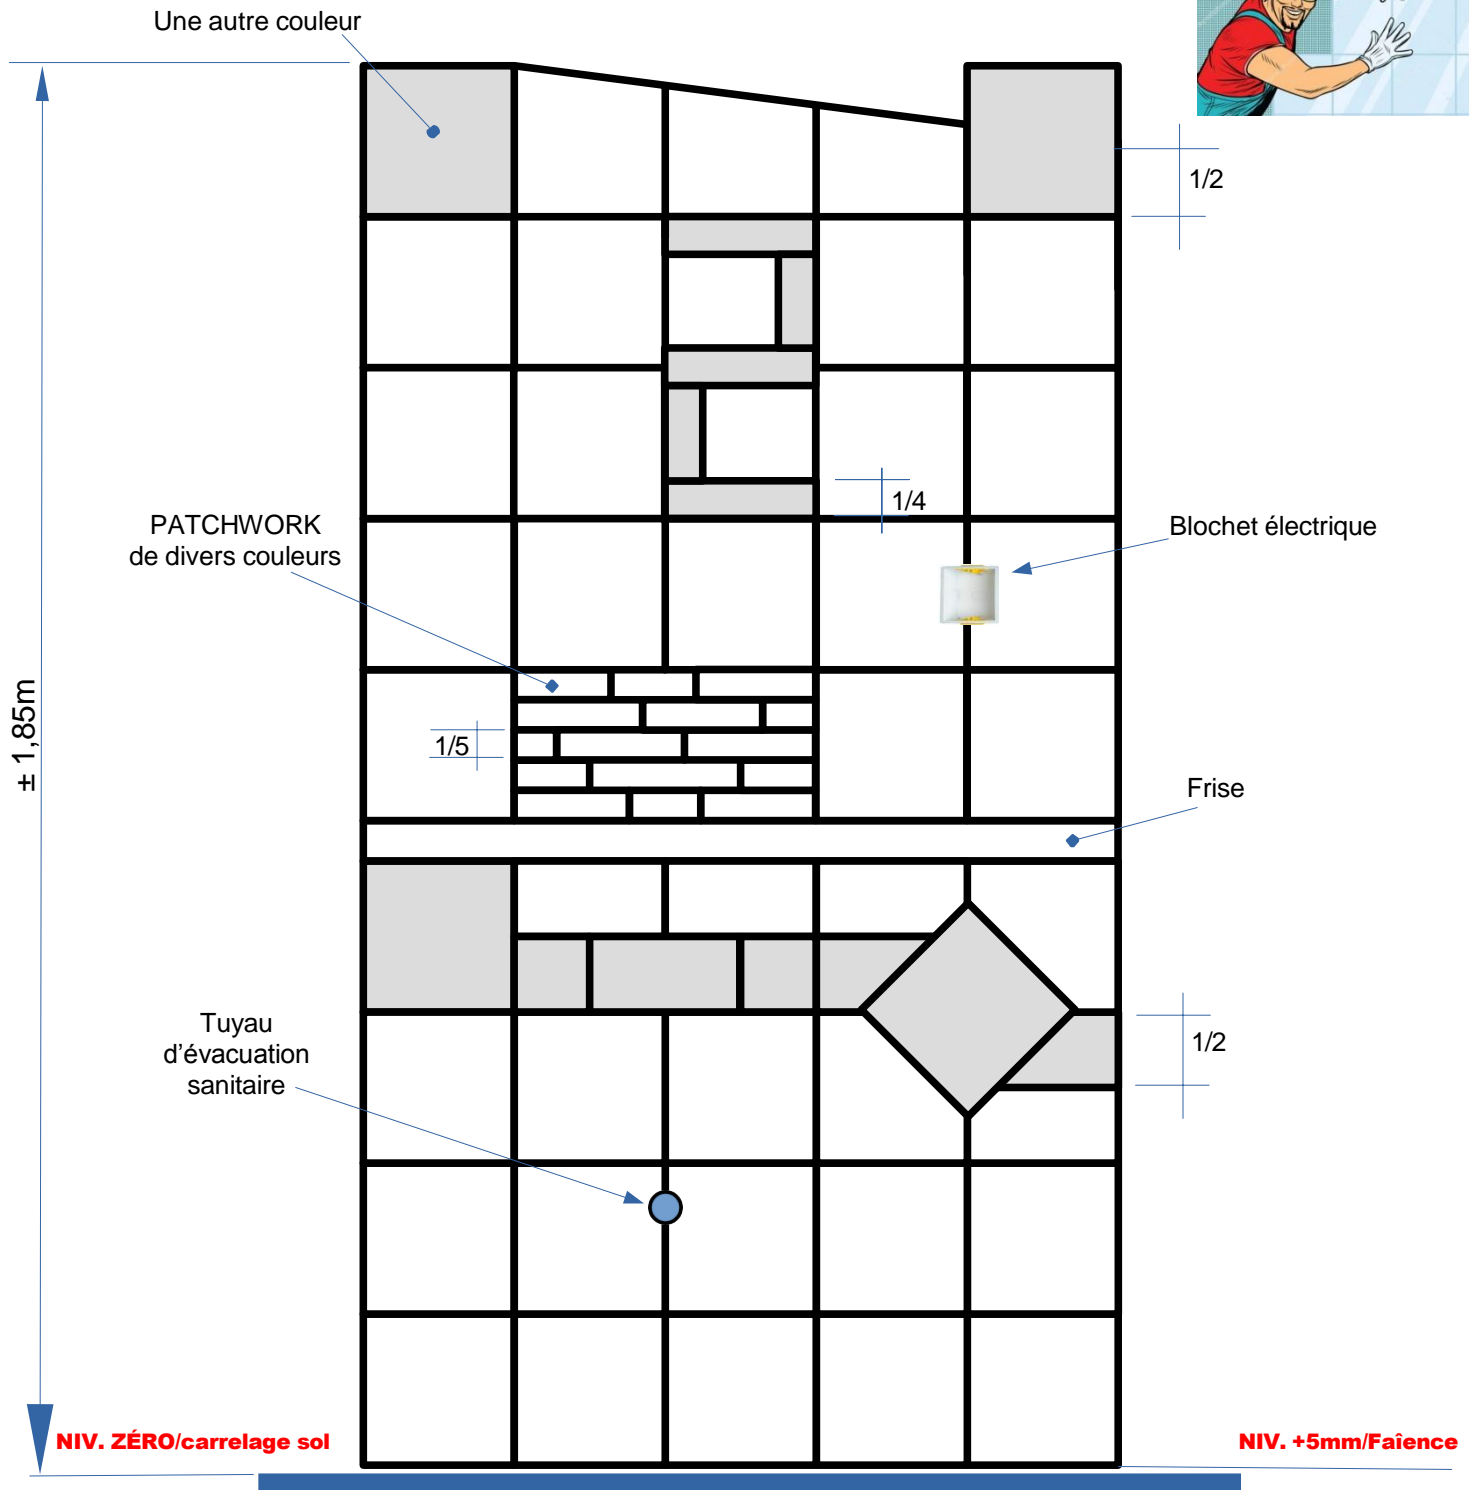 Une autre couleur
1/2
1/4
PATCHWORK
de divers couleurs
Blochet électrique
± 1,85m
1/5
Frise
Tuyau
d’évacuation
sanitaire
1/2
NIV. ZÉRO/carrelage sol
NIV. +5mm/Faîence